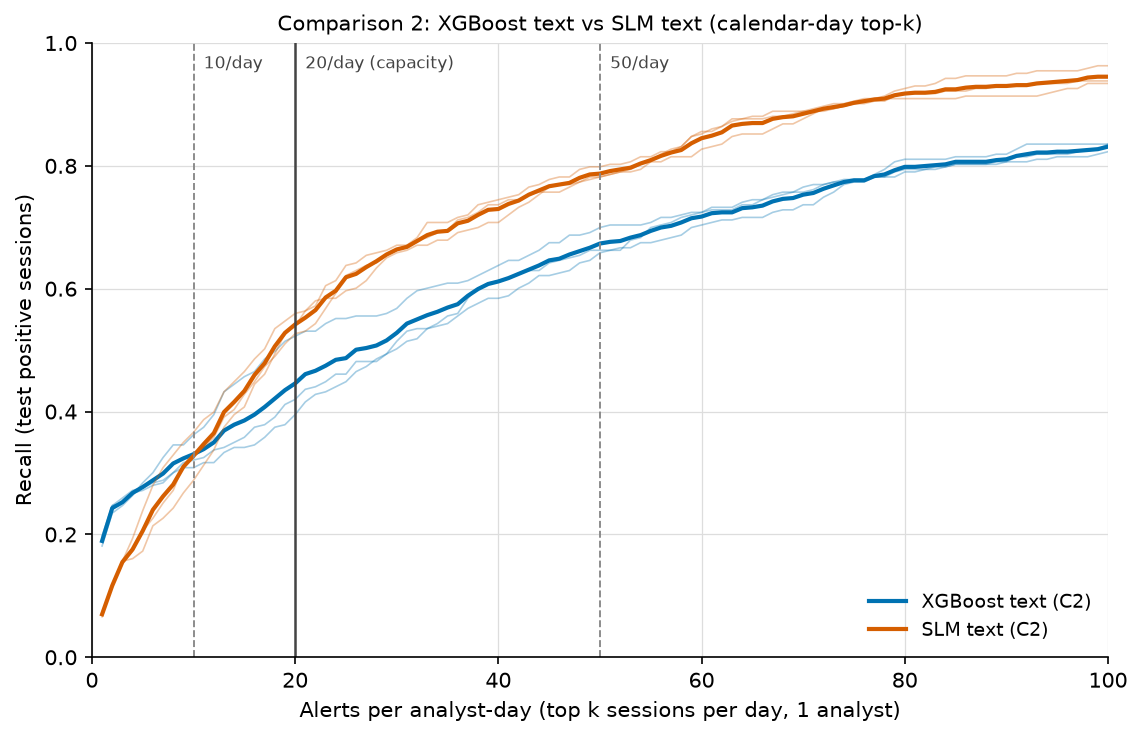 Comparison 2: XGBoost text vs SLM text (calendar-day top-k)
1.0
10/day
20/day (capacity)
50/day
0.8
0.6
Recall (test positive sessions)
0.4
0.2
XGBoost text (C2)
SLM text (C2)
0.0
0 20 40 60 80 100
Alerts per analyst-day (top k sessions per day, 1 analyst)